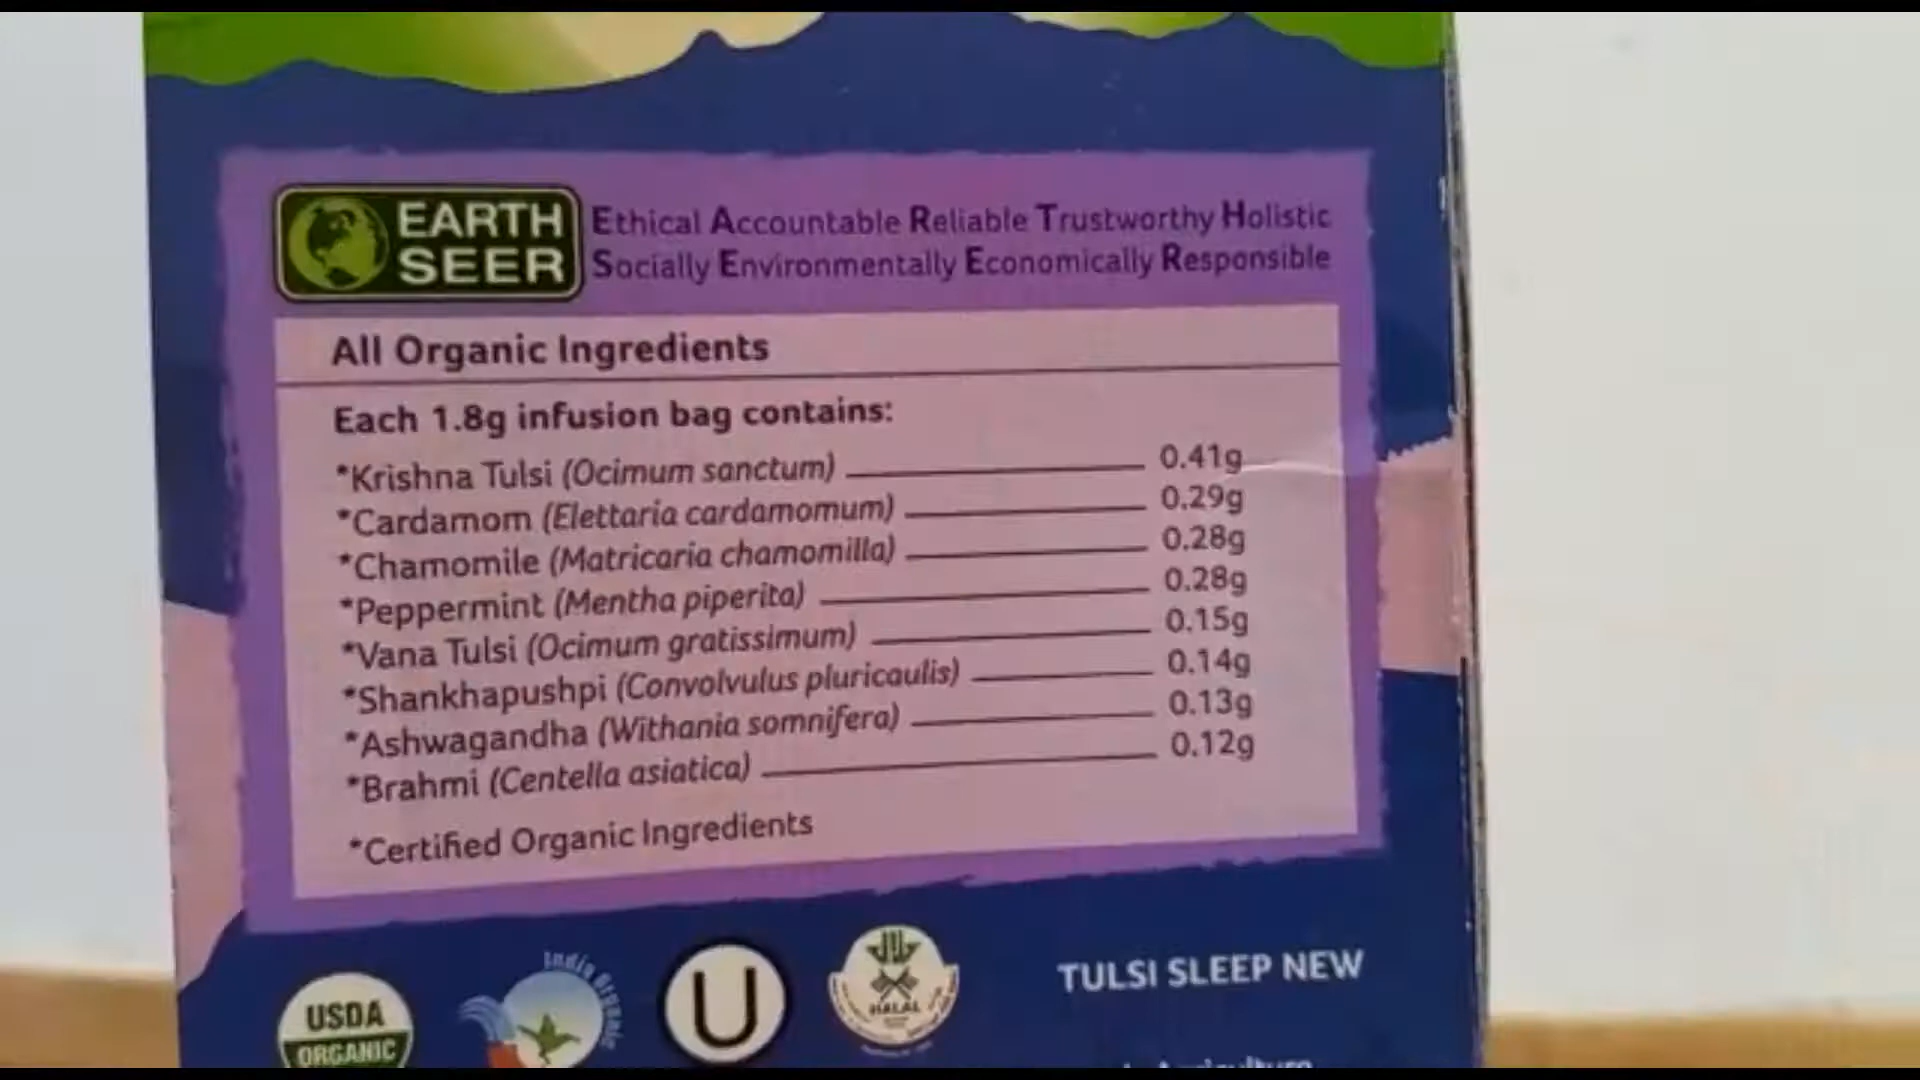 EARTH SEER
Ethical Accountable Reliable Trustworthy Holistic
Socially Environmentally Economically Responsible
All Organic Ingredients
Each 1.8g infusion bag contains:
*Krishna Tulsi (Ocimum sanctum) 0.41g
*Cardamom (Elettaria cardamomum) 0.29g
*Chamomile (Matricaria chamomilla) 0.28g
*Peppermint (Mentha piperita) 0.28g
*Vana Tulsi (Ocimum gratissimum) 0.15g
*Shankhapushpi (Convolvulus pluricaulis) 0.14g
*Ashwagandha (Withania somnifera) 0.13g
*Brahmi (Centella asiatica) 0.12g
*Certified Organic Ingredients
USDA
ORGANIC
India Organic
U
HALAL
TULSI SLEEP NEW